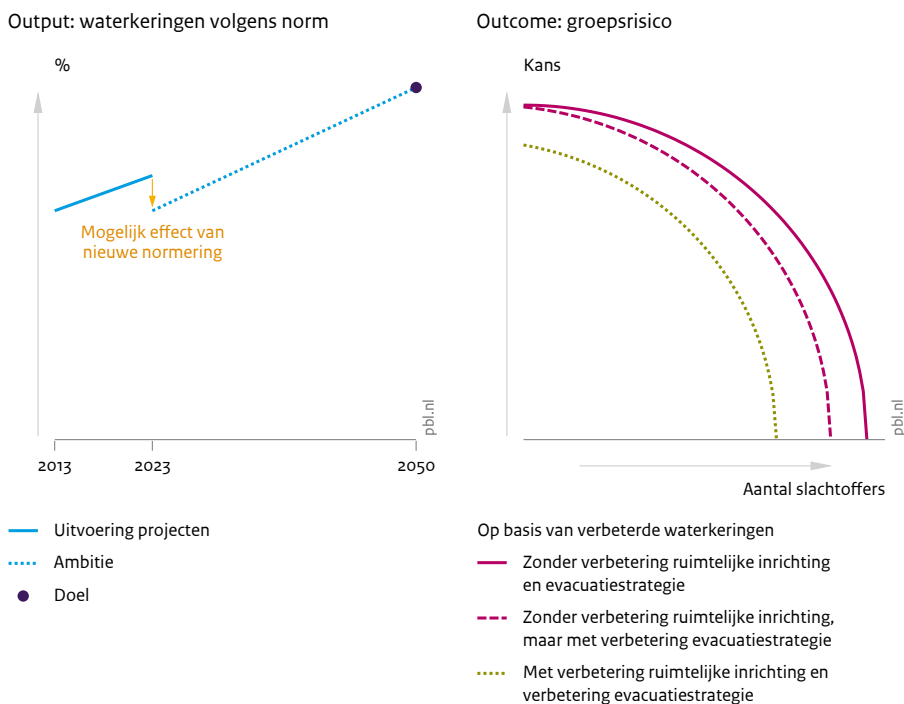 Output: waterkeringen volgens norm
%
Mogelijk effect van
nieuwe normering
pbl.nl
2013
2023
2050
Uitvoering projecten
Ambitie
Doel
Outcome: groepsrisico
Kans
pbl.nl
Aantal slachtoffers
Op basis van verbeterde waterkeringen
Zonder verbetering ruimtelijke inrichting
en evacuatiestrategie
Zonder verbetering ruimtelijke inrichting,
maar met verbetering evacuatiestrategie
Met verbetering ruimtelijke inrichting en
verbetering evacuatiestrategie